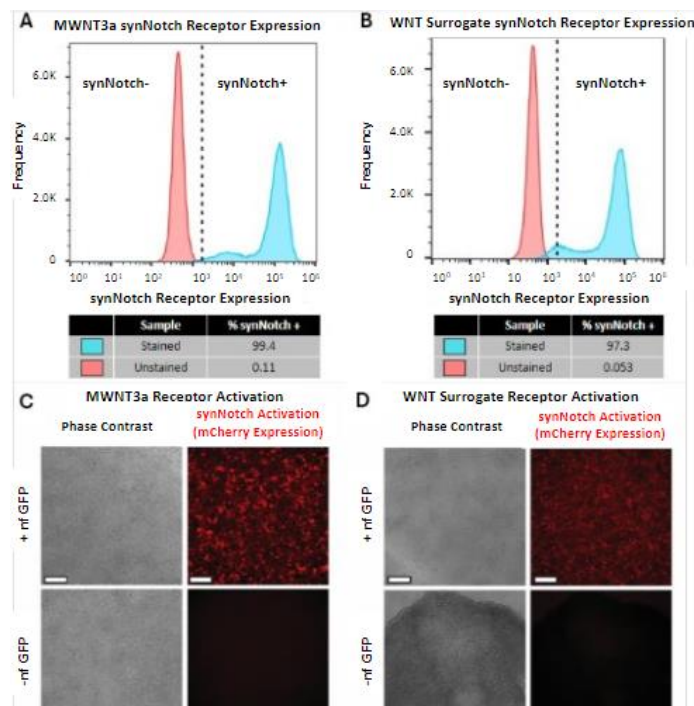 A MWNT3a synNotch Receptor Expression
synNotch-
synNotch+
Frequency
6.0K
4.0K
2.0K
0
10⁰ 10¹ 10² 10³ 10⁴ 10⁵ 10⁶
synNotch Receptor Expression
Sample % synNotch +
Stained 99.4
Unstained 0.11
B WNT Surrogate synNotch Receptor Expression
synNotch-
synNotch+
Frequency
6.0K
4.0K
2.0K
0
10⁰ 10¹ 10 10³ 10⁴ 10⁵ 10⁶
synNotch Receptor Expression
Sample % synNotch +
Stained 97.3
Unstained 0.053
C MWNT3a Receptor Activation
Phase Contrast
synNotch Activation
(mCherry Expression)
+ nf GFP
-nf GFP
D WNT Surrogate Receptor Activation
Phase Contrast
synNotch Activation
(mCherry Expression)
+ nf GFP
-nf GFP